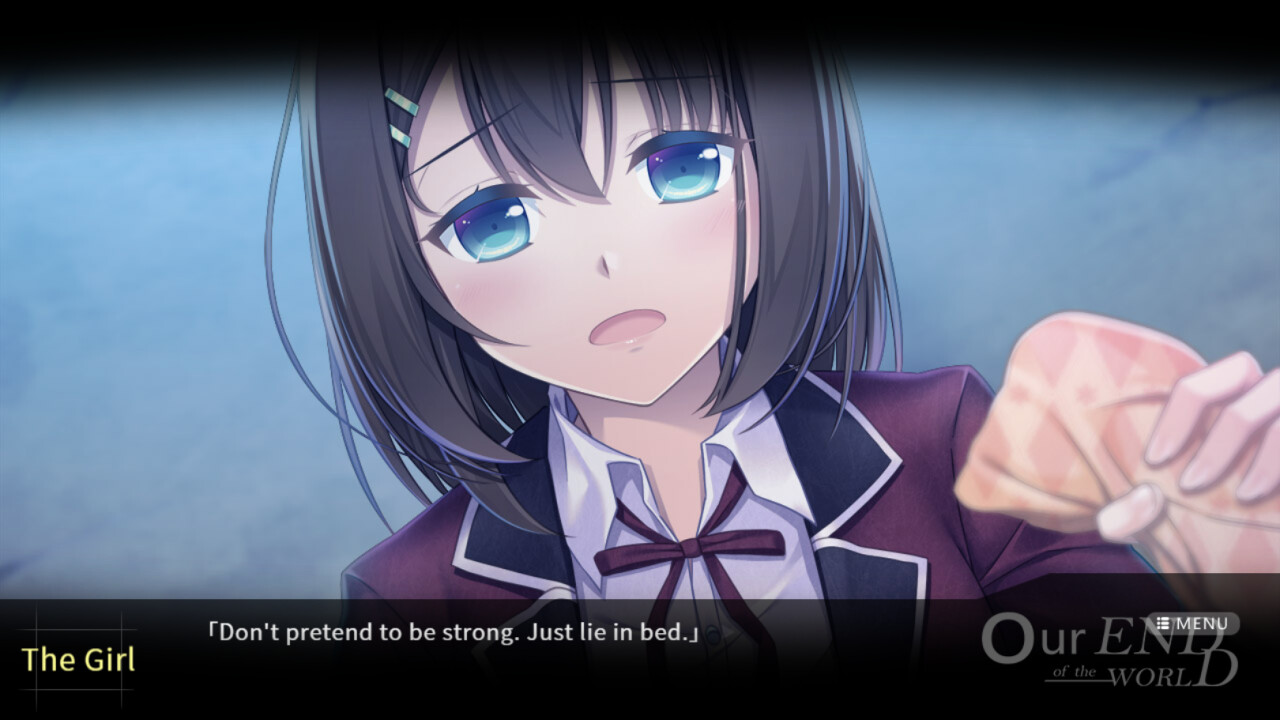 「Don't pretend to be strong. Just lie in bed.」
The Girl
MENU
Our END
of the WORLD